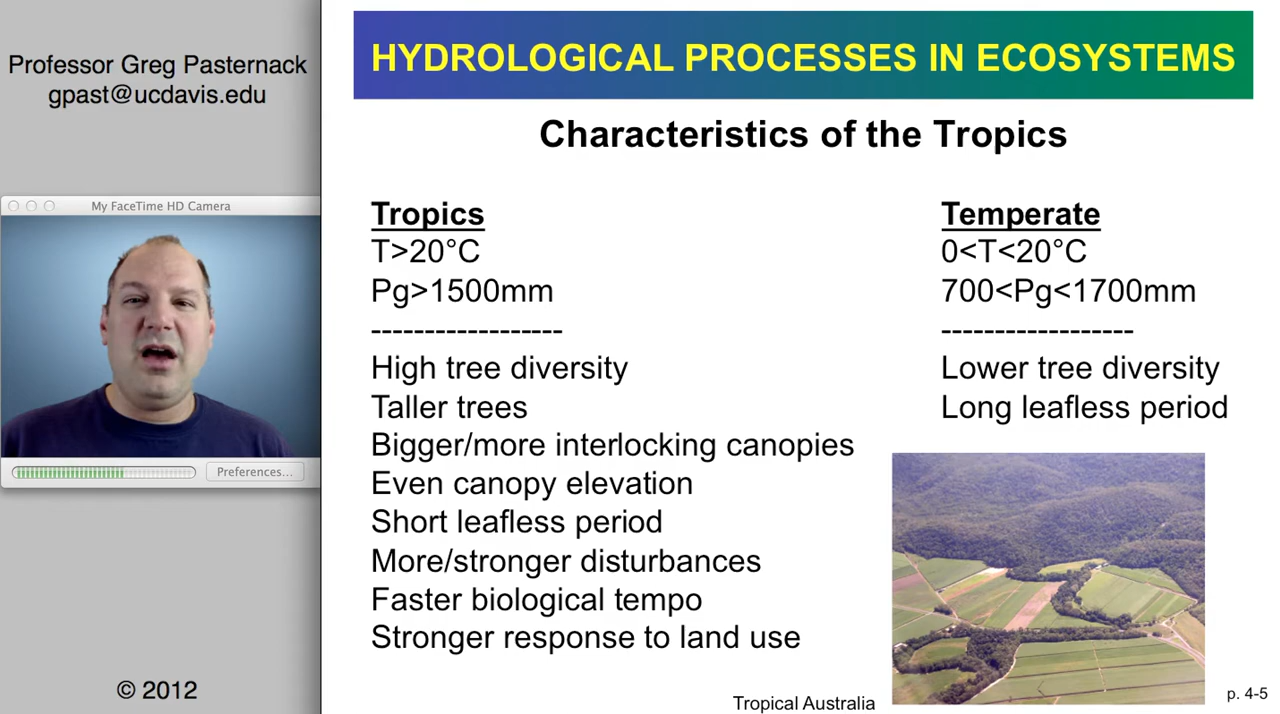 Professor Greg Pasternack
gpast@ucdavis.edu
My FaceTime HD Camera
Preferences...
© 2012
HYDROLOGICAL PROCESSES IN ECOSYSTEMS
Characteristics of the Tropics
Tropics
T>20°C
Pg>1500mm
------------------
High tree diversity
Taller trees
Bigger/more interlocking canopies
Even canopy elevation
Short leafless period
More/stronger disturbances
Faster biological tempo
Stronger response to land use
Temperate
0<T<20°C
700<Pg<1700mm
------------------
Lower tree diversity
Long leafless period
Tropical Australia
p. 4-5